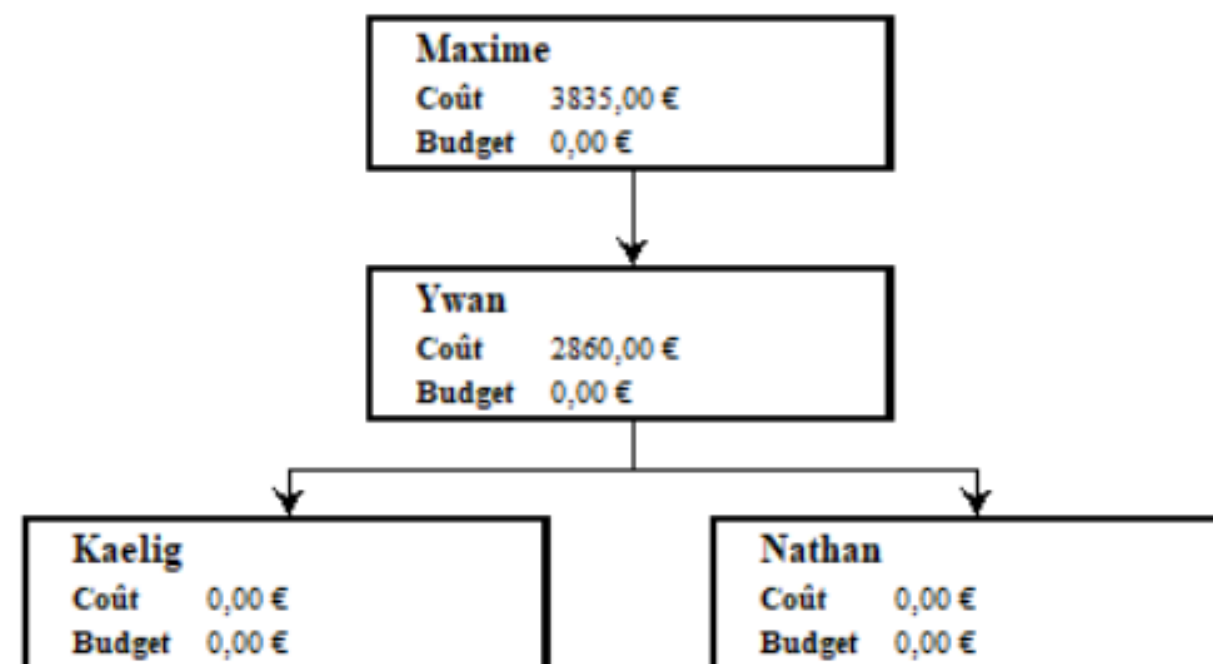 Maxime
Coût 3835,00 €
Budget 0,00 €
Ywan
Coût 2860,00 €
Budget 0,00 €
Kaelig
Coût 0,00 €
Budget 0,00 €
Nathan
Coût 0,00 €
Budget 0,00 €